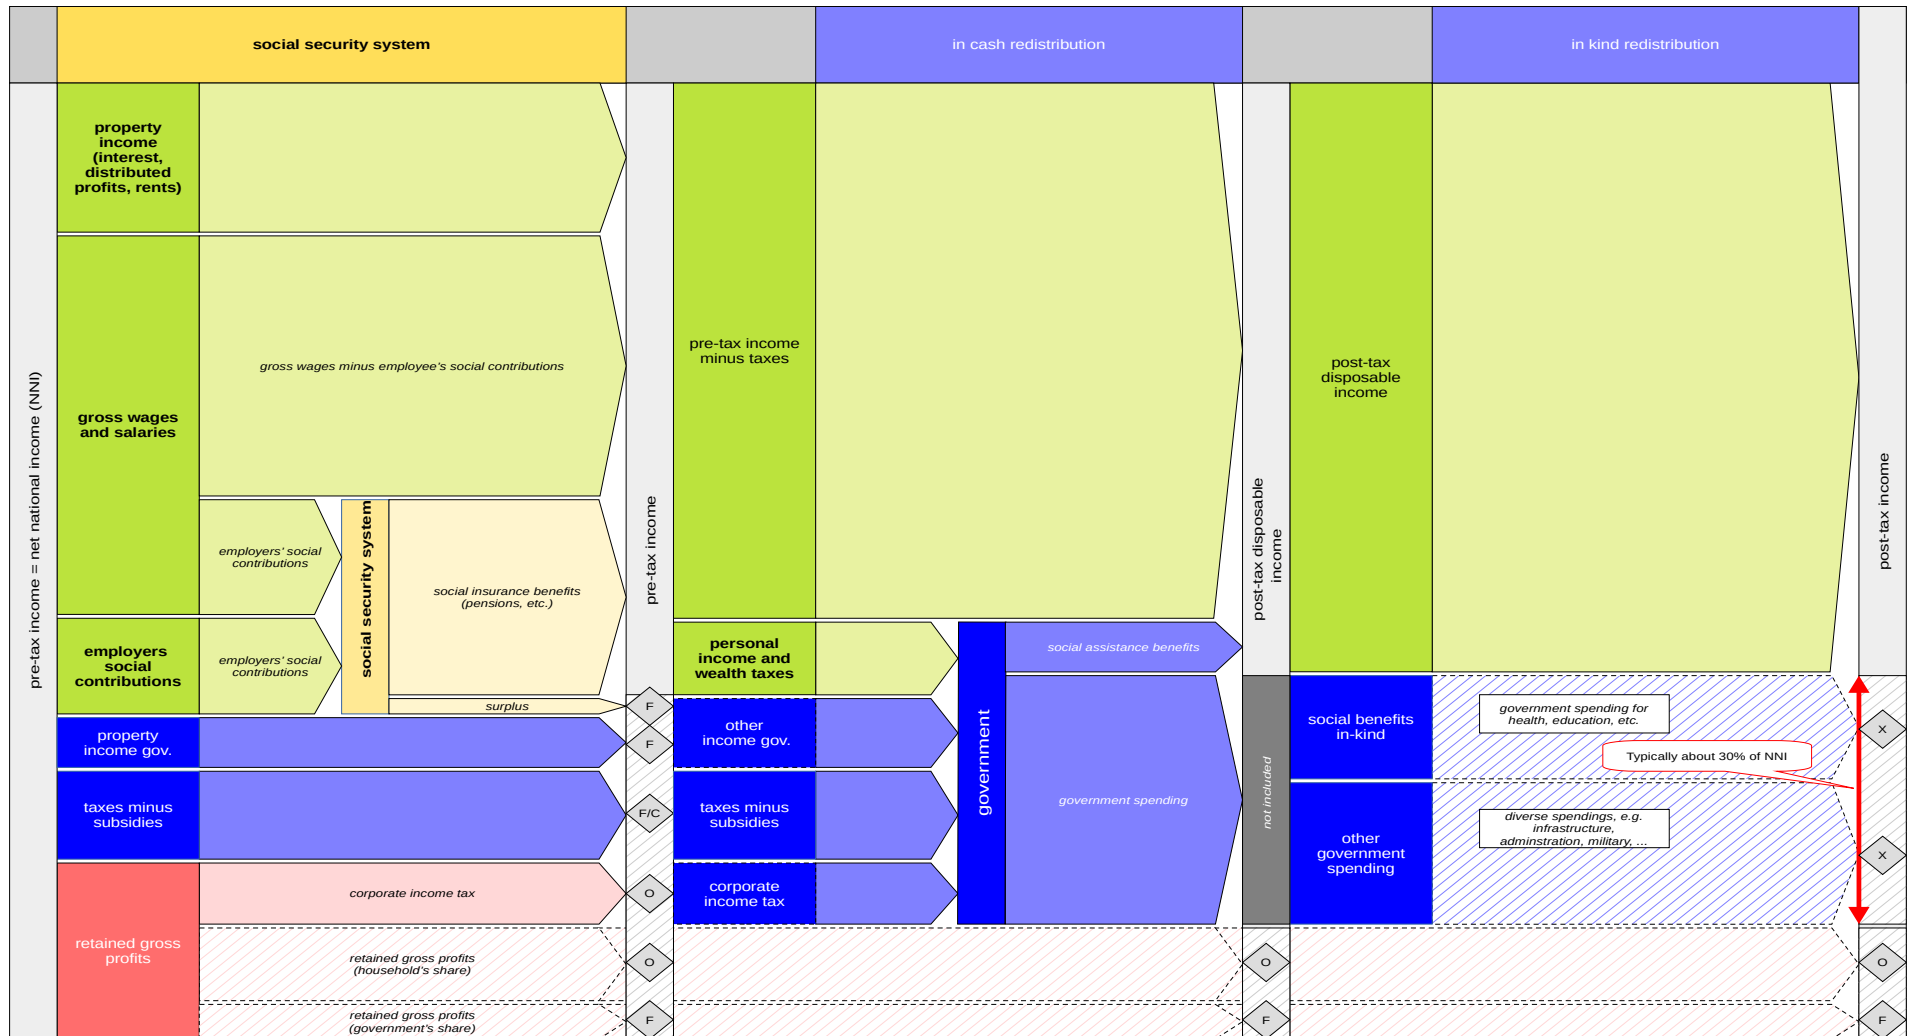 social security system
in cash redistribution
in kind redistribution
pre-tax income = net national income (NNI)
property
income
(interest,
distributed
profits, rents)
gross wages
and salaries
gross wages minus employee's social contributions
employers' social
contributions
employers
social
contributions
employers' social
contributions
social security system
social insurance benefits
(pensions, etc.)
surplus
property
income gov.
taxes minus
subsidies
retained gross
profits
corporate income tax
retained gross profits
(household's share)
retained gross profits
(government's share)
pre-tax income
F
F
F/C
O
O
F
pre-tax income
minus taxes
personal
income and
wealth taxes
other
income gov.
taxes minus
subsidies
corporate
income tax
government
social assistance benefits
government spending
post-tax disposable
income
not included
O
F
post-tax
disposable
income
social benefits
in-kind
other
government
spending
government spending for
health, education, etc.
Typically about 30% of NNI
diverse spendings, e.g.
infrastructure,
adminstration, military, ...
post-tax income
X
X
O
F